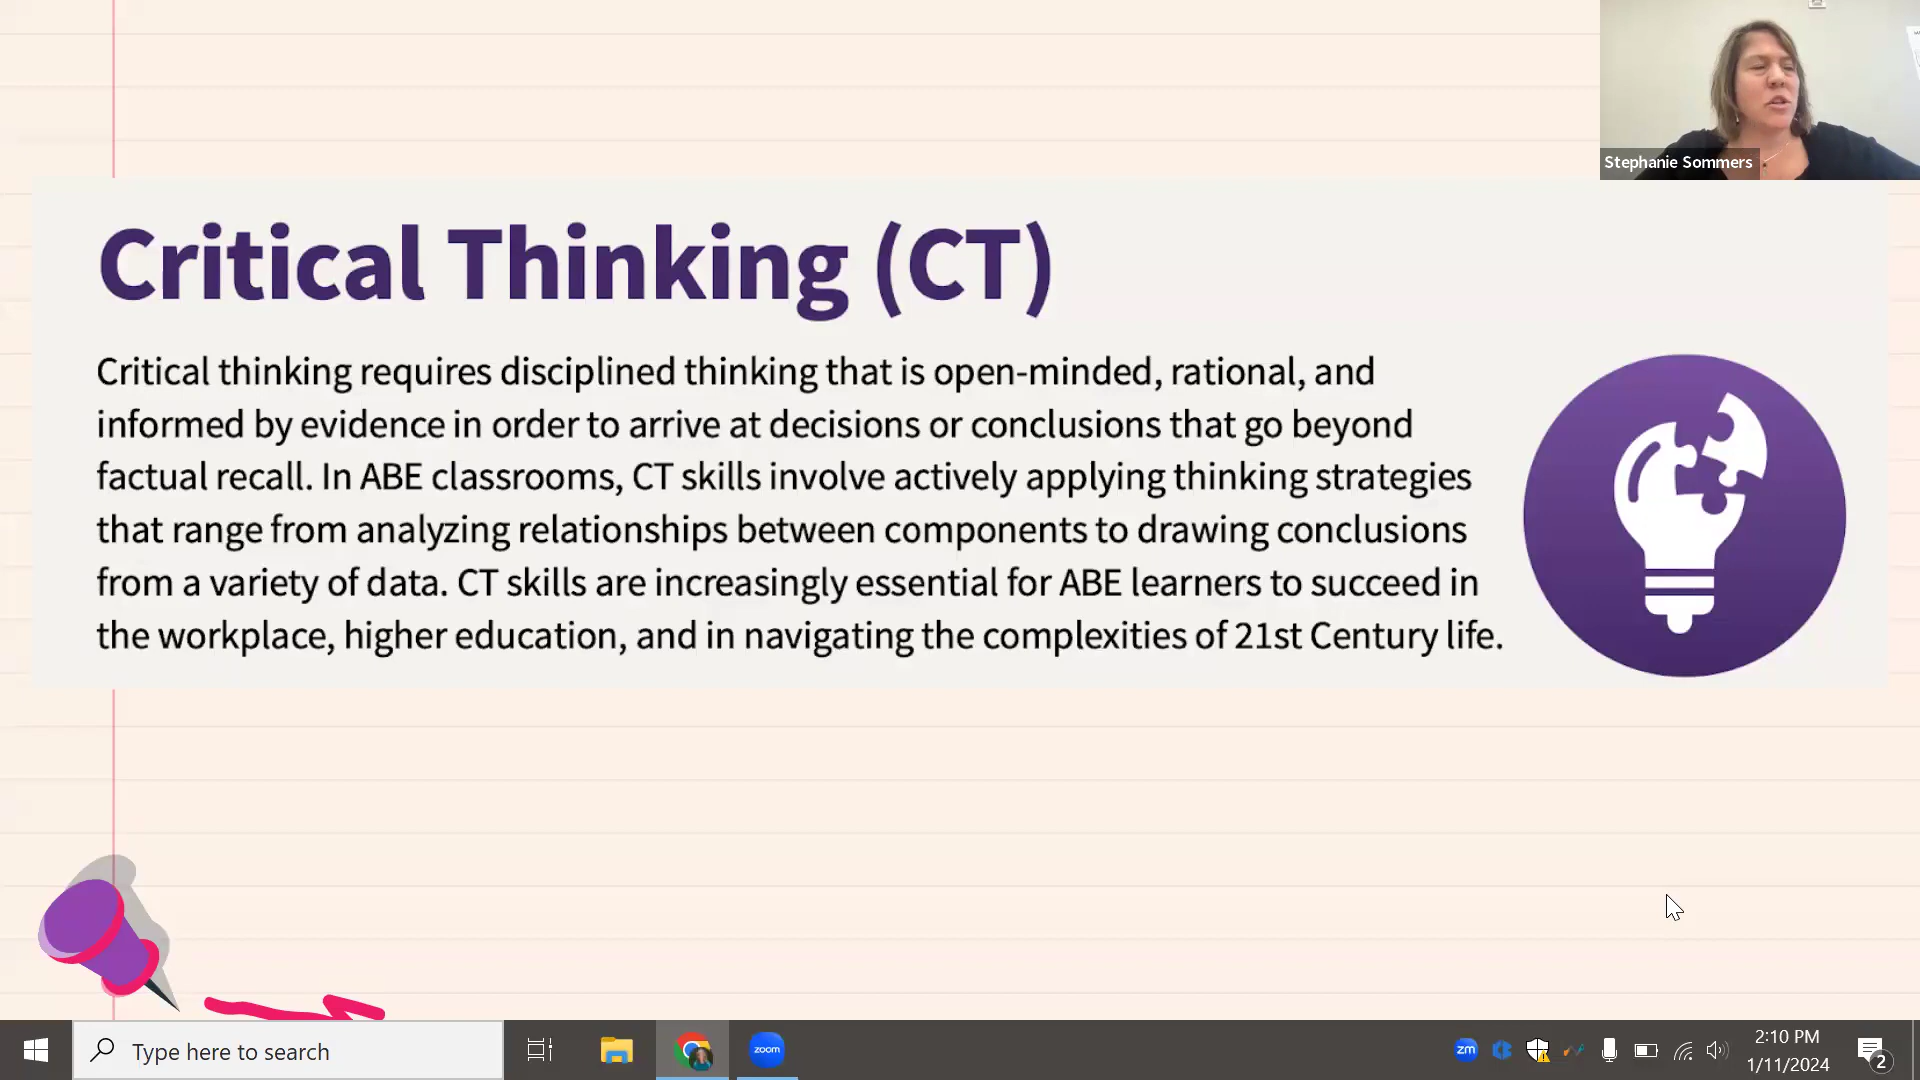 Stephanie Sommers
Critical Thinking (CT)
Critical thinking requires disciplined thinking that is open-minded, rational, and
informed by evidence in order to arrive at decisions or conclusions that go beyond
factual recall. In ABE classrooms, CT skills involve actively applying thinking strategies
that range from analyzing relationships between components to drawing conclusions
from a variety of data. CT skills are increasingly essential for ABE learners to succeed in
the workplace, higher education, and in navigating the complexities of 21st Century life.
Type here to search
zoom
zm
2:10 PM
1/11/2024
2